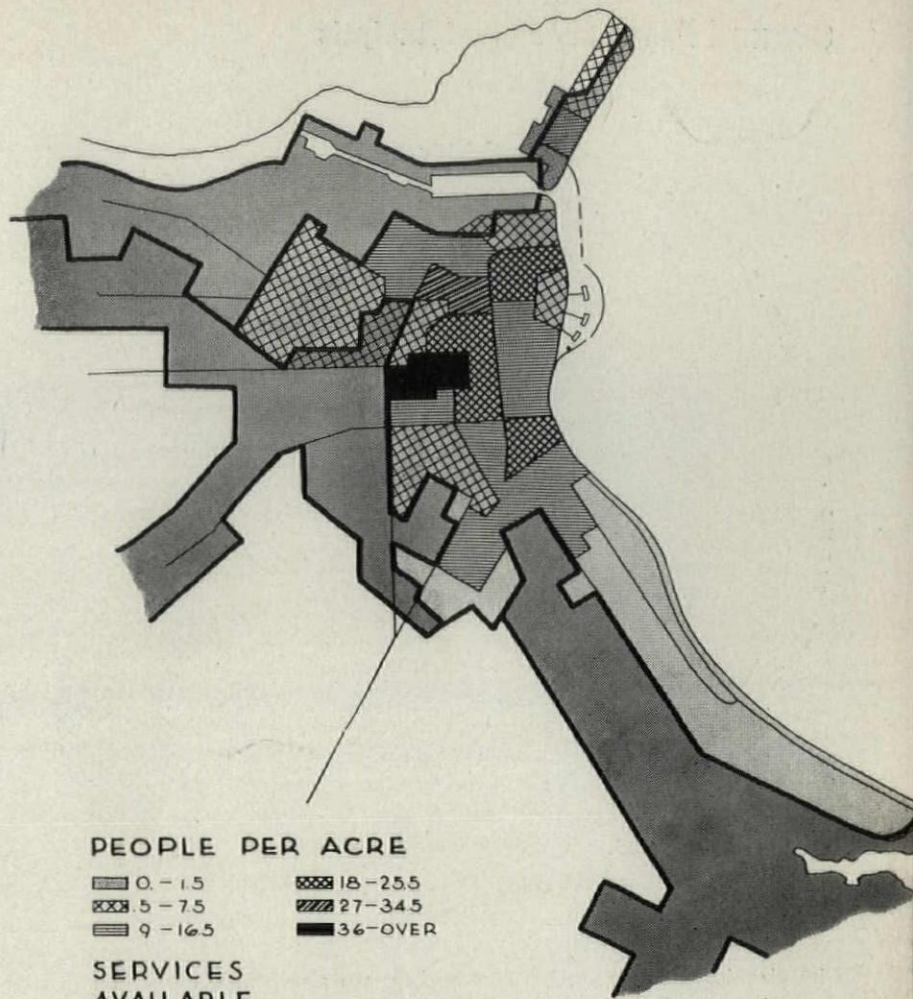 PEOPLE PER ACRE
0. - 1.5
.5 - 7.5
9 - 16.5
18 - 25.5
27 - 34.5
36 - OVER
SERVICES
AVAILABLE